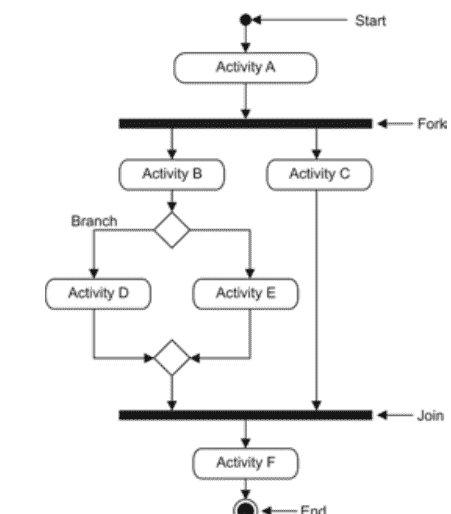 Start
Activity A
Fork
Activity B
Activity C
Branch
Activity D
Activity E
Join
Activity F
End